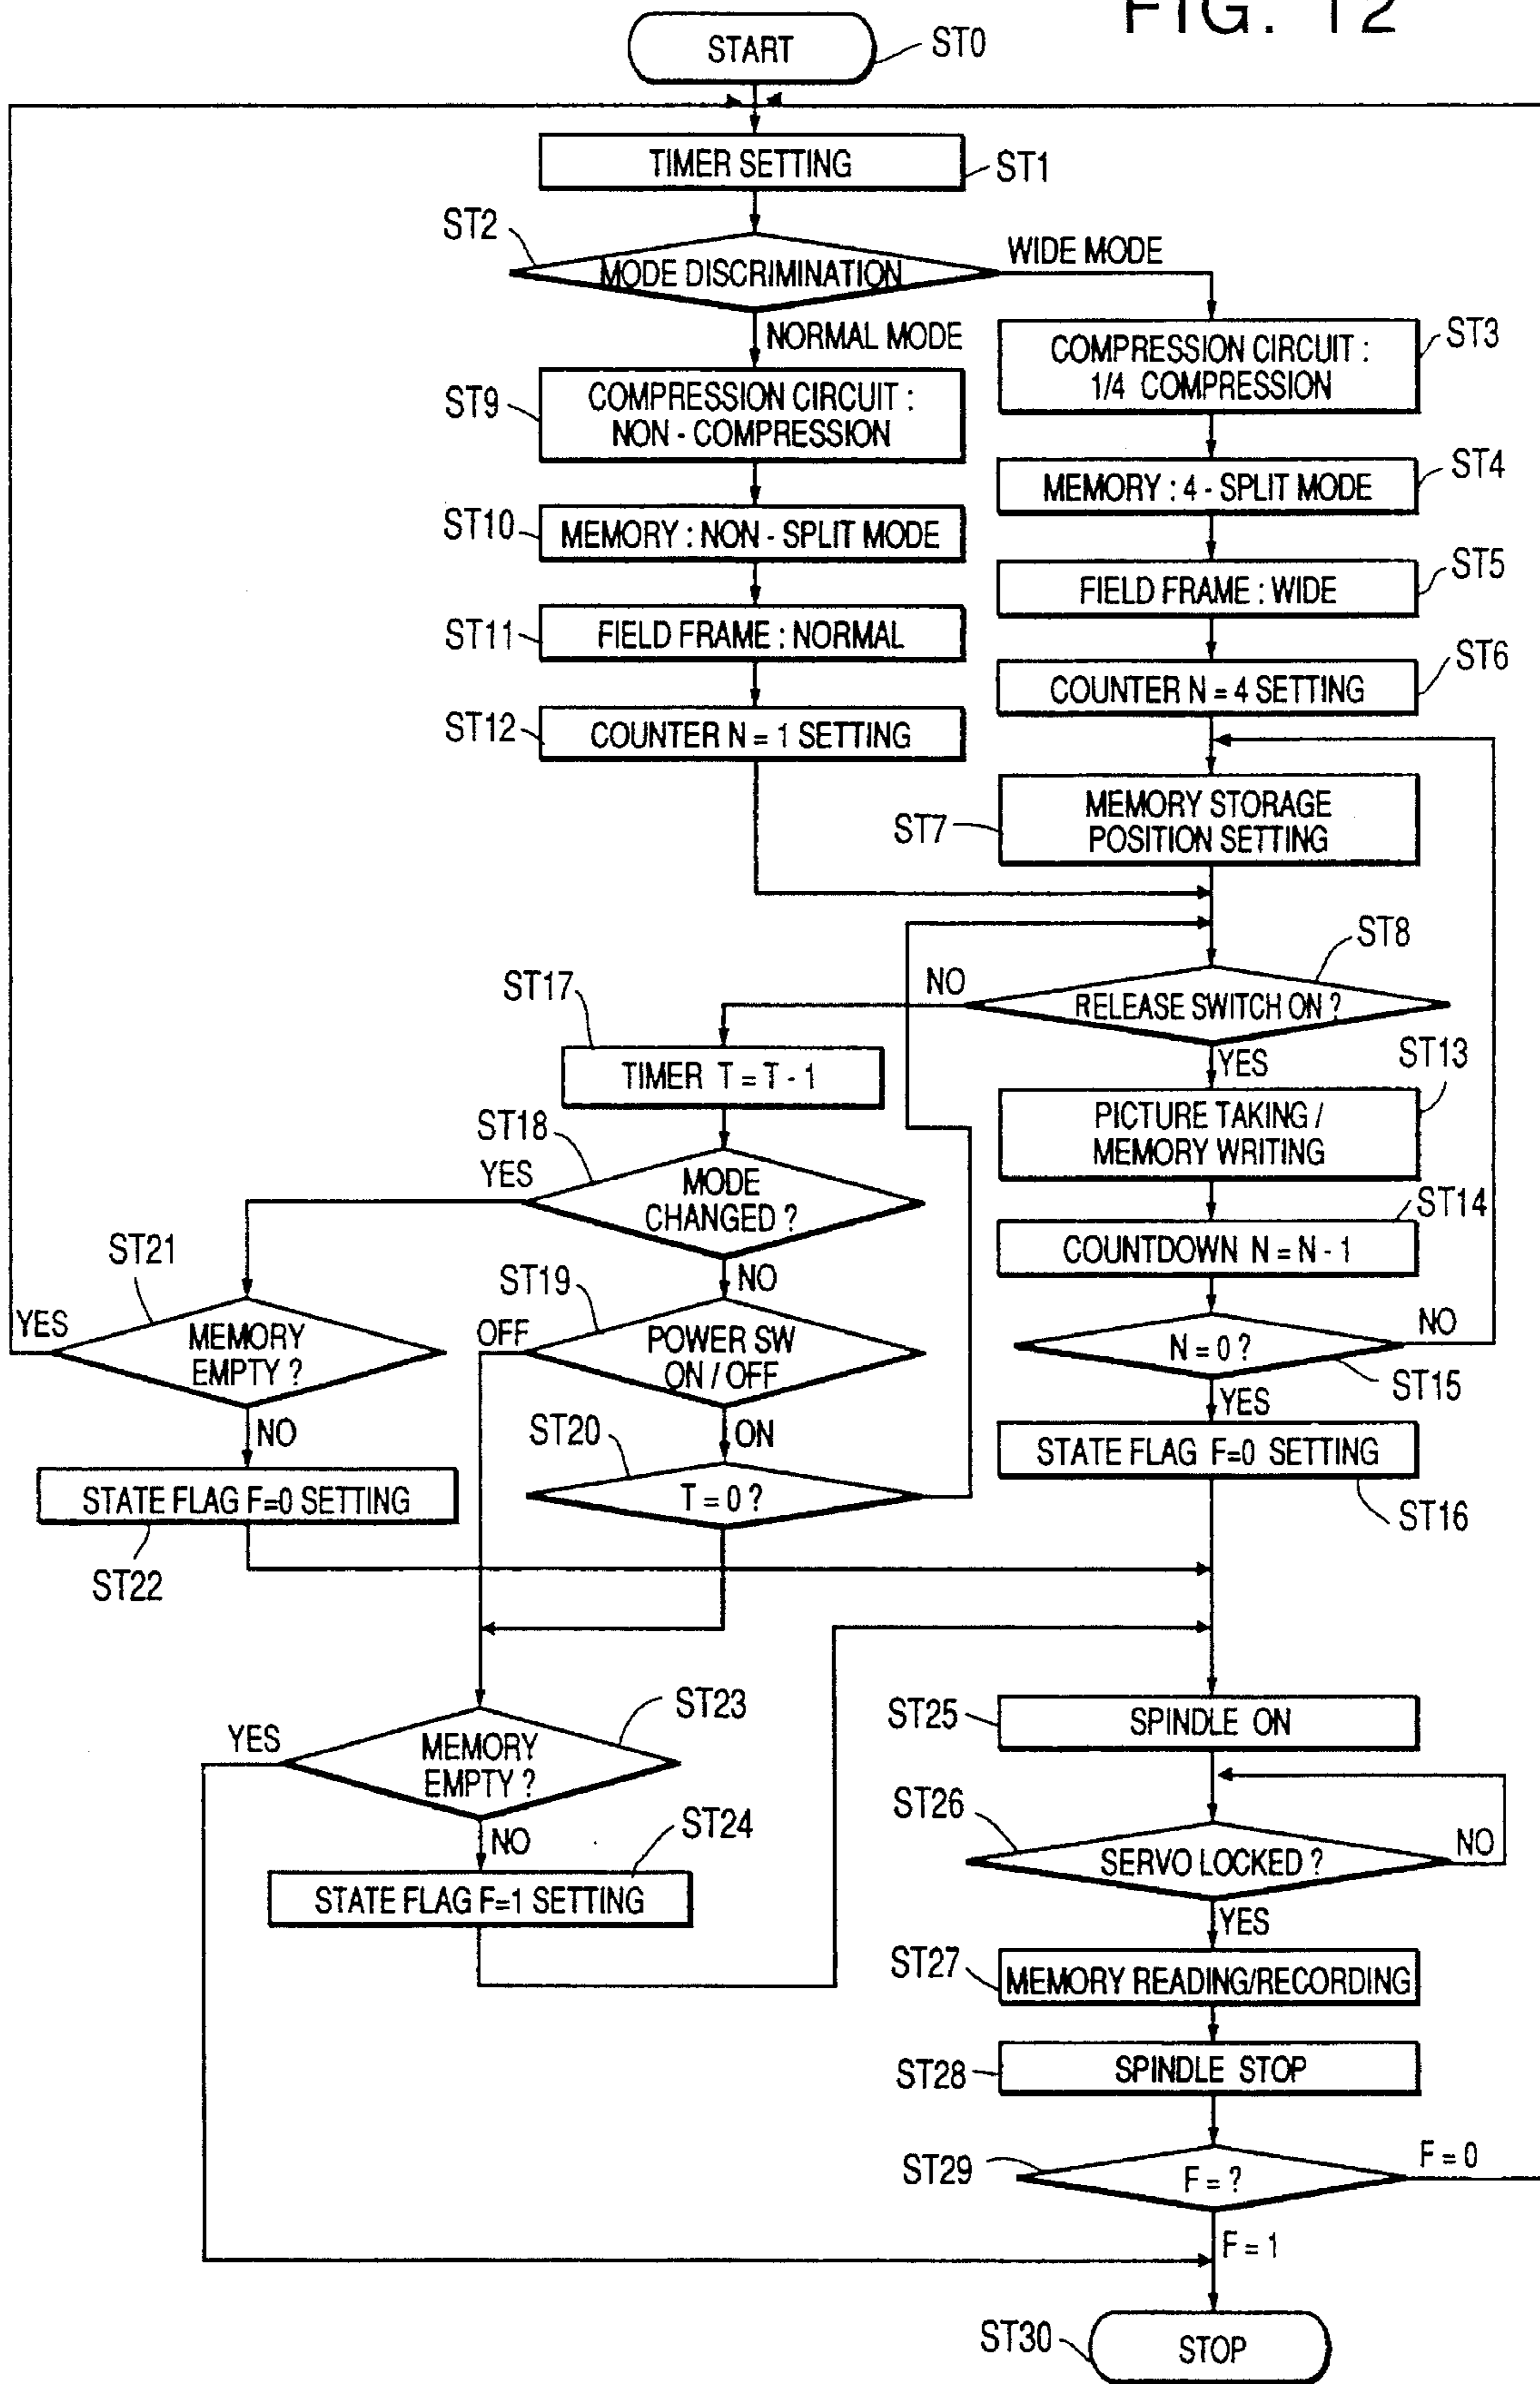 FIG. 12
START
ST0
TIMER SETTING
ST1
ST2
MODE DISCRIMINATION
WIDE MODE
NORMAL MODE
COMPRESSION CIRCUIT :
1/4 COMPRESSION
ST3
ST9
COMPRESSION CIRCUIT :
NON - COMPRESSION
MEMORY : 4 - SPLIT MODE
ST4
ST10
MEMORY : NON - SPLIT MODE
FIELD FRAME : WIDE
ST5
ST11
FIELD FRAME : NORMAL
COUNTER N = 4 SETTING
ST6
ST12
COUNTER N = 1 SETTING
ST7
MEMORY STORAGE
POSITION SETTING
ST8
RELEASE SWITCH ON ?
NO
YES
ST17
TIMER T = T - 1
ST13
PICTURE TAKING /
MEMORY WRITING
ST18
MODE
CHANGED ?
YES
NO
ST14
COUNTDOWN N = N - 1
ST21
MEMORY
EMPTY ?
YES
NO
ST19
POWER SW
ON / OFF
OFF
ON
N = 0 ?
NO
ST15
YES
ST20
T = 0 ?
STATE FLAG F=0 SETTING
ST16
STATE FLAG F=0 SETTING
ST22
ST23
MEMORY
EMPTY ?
YES
NO
ST24
STATE FLAG F=1 SETTING
ST25
SPINDLE ON
ST26
SERVO LOCKED ?
NO
YES
ST27
MEMORY READING/RECORDING
ST28
SPINDLE STOP
ST29
F = ?
F = 0
F = 1
ST30
STOP